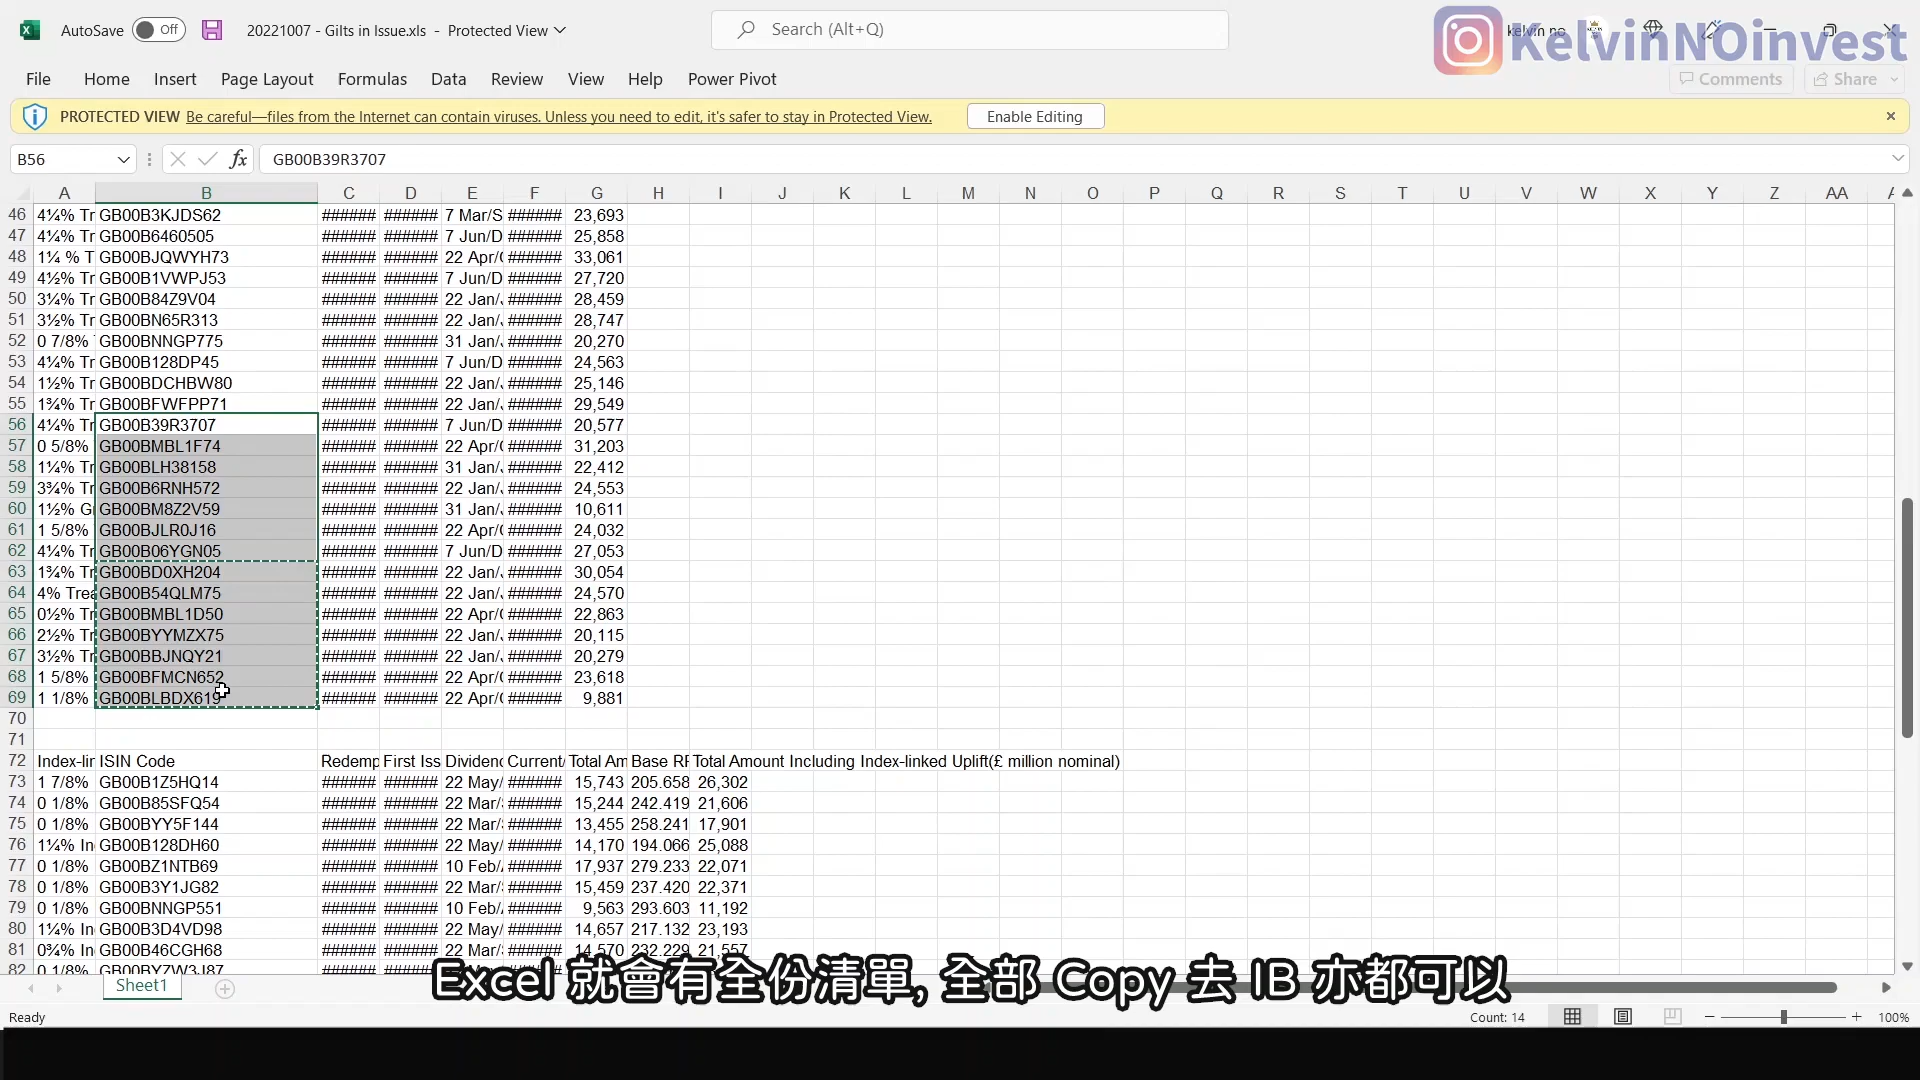 AutoSave Off 20221007 - Gilts in Issue.xls - Protected View Search (Alt+Q) kelvin no
KelvinNOinvest
File Home Insert Page Layout Formulas Data Review View Help Power Pivot Comments Share
PROTECTED VIEW Be careful—files from the Internet can contain viruses. Unless you need to edit, it's safer to stay in Protected View. Enable Editing
B56 fx GB00B39R3707
A B C D E F G H I J K L M N O P Q R S T U V W X Y Z AA
46 4¼% Tr GB00B3KJDS62 ###### ###### 7 Mar/S ###### 23,693
47 4¼% Tr GB00B6460505 ###### ###### 7 Jun/D ###### 25,858
48 1¼ % T GB00BJQWYH73 ###### ###### 22 Apr/ ###### 33,061
49 4½% Tr GB00B1VWPJ53 ###### ###### 7 Jun/D ###### 27,720
50 3¼% Tr GB00B84Z9V04 ###### ###### 22 Jan/ ###### 28,459
51 3½% Tr GB00BN65R313 ###### ###### 22 Jan/ ###### 28,747
52 0 7/8% GB00BNNGP775 ###### ###### 31 Jan/ ###### 20,270
53 4¼% Tr GB00B128DP45 ###### ###### 7 Jun/D ###### 24,563
54 1½% Tr GB00BDCHBW80 ###### ###### 22 Jan/ ###### 25,146
55 1¾% Tr GB00BFWFPP71 ###### ###### 22 Jan/ ###### 29,549
56 4¼% Tr GB00B39R3707 ###### ###### 7 Jun/D ###### 20,577
57 0 5/8% GB00BMBL1F74 ###### ###### 22 Apr/ ###### 31,203
58 1¼% Tr GB00BLH38158 ###### ###### 31 Jan/ ###### 22,412
59 3¾% Tr GB00B6RNH572 ###### ###### 22 Jan/ ###### 24,553
60 1½% G GB00BM8Z2V59 ###### ###### 31 Jan/ ###### 10,611
61 1 5/8% GB00BJLR0J16 ###### ###### 22 Apr/ ###### 24,032
62 4¼% Tr GB00B06YGN05 ###### ###### 7 Jun/D ###### 27,053
63 1¾% Tr GB00BD0XH204 ###### ###### 22 Jan/ ###### 30,054
64 4% Trea GB00B54QLM75 ###### ###### 22 Jan/ ###### 24,570
65 0½% Tr GB00BMBL1D50 ###### ###### 22 Apr/ ###### 22,863
66 2½% Tr GB00BYYMZX75 ###### ###### 22 Jan/ ###### 20,115
67 3½% Tr GB00BBJNQY21 ###### ###### 22 Jan/ ###### 20,279
68 1 5/8% GB00BFMCN652 ###### ###### 22 Apr/ ###### 23,618
69 1 1/8% GB00BLBDX619 ###### ###### 22 Apr/ ###### 9,881
70
71
72 Index-lin ISIN Code Redemp First Iss Dividend Current/ Total Am Base RP Total Amount Including Index-linked Uplift(£ million nominal)
73 1 7/8% GB00B1Z5HQ14 ###### ###### 22 May/ ###### 15,743 205.658 26,302
74 0 1/8% GB00B85SFQ54 ###### ###### 22 Mar/ ###### 15,244 242.419 21,606
75 0 1/8% GB00BYY5F144 ###### ###### 22 Mar/ ###### 13,455 258.241 17,901
76 1¼% In GB00B128DH60 ###### ###### 22 May/ ###### 14,170 194.066 25,088
77 0 1/8% GB00BZ1NTB69 ###### ###### 10 Feb/ ###### 17,937 279.233 22,071
78 0 1/8% GB00B3Y1JG82 ###### ###### 22 Mar/ ###### 15,459 237.420 22,371
79 0 1/8% GB00BNNGP551 ###### ###### 10 Feb/ ###### 9,563 293.603 11,192
80 1¼% In GB00B3D4VD98 ###### ###### 22 May/ ###### 14,657 217.132 23,193
81 0¾% In GB00B46CGH68 ###### ###### 22 Mar/ ###### 14,570 232.229 21,557
82 0 1/8% GB00BYZW3J87
Excel 就會有全份清單, 全部 Copy 去 IB 亦都可以
Sheet1
Ready Count: 14 100%